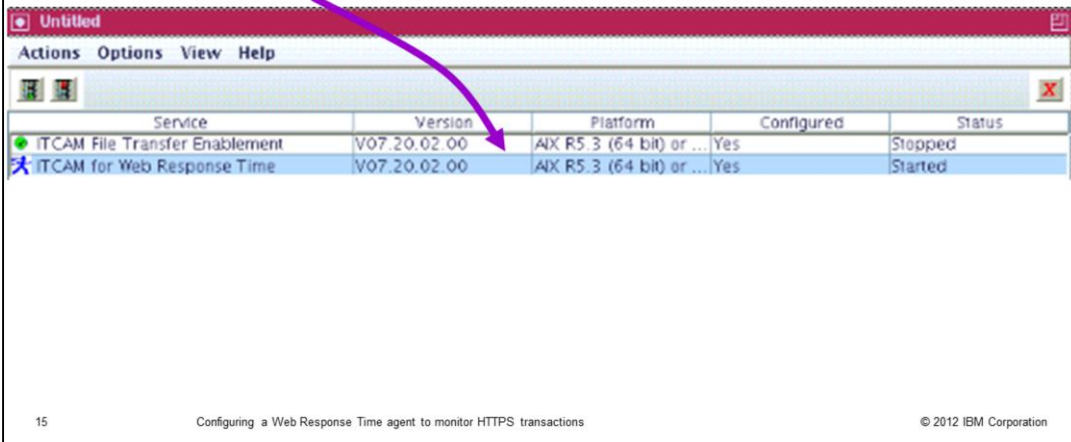 Untitled
Actions Options View Help
X
Service Version Platform Configured Status
ITCAM File Transfer Enablement V07.20.02.00 AIX R5.3 (64 bit) or ... Yes Stopped
ITCAM for Web Response Time V07.20.02.00 AIX R5.3 (64 bit) or ... Yes Started
15 Configuring a Web Response Time agent to monitor HTTPS transactions © 2012 IBM Corporation